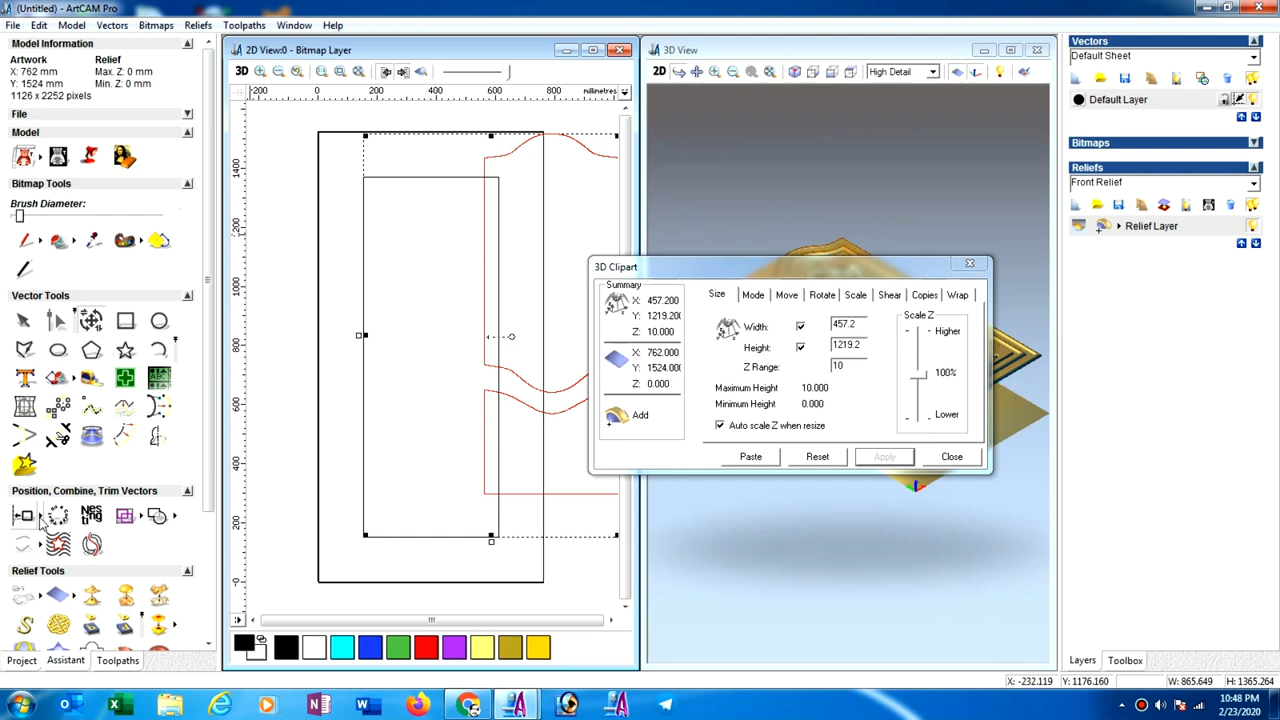 (Untitled) - ArtCAM Pro
File Edit Model Vectors Bitmaps Reliefs Toolpaths Window Help
Model Information
Artwork Relief
X: 762 mm Max. Z: 0 mm
Y: 1524 mm Min. Z: 0 mm
1126 x 2252 pixels
File
Model
Bitmap Tools
Brush Diameter:
Vector Tools
Position, Combine, Trim Vectors
Nes ting
Relief Tools
Project Assistant Toolpaths
2D View:0 - Bitmap Layer
3D
-200 0 200 400 600 800 millimetres
1400
1200
1000
800
600
400
200
-0
3D View
2D High Detail
3D Clipart
Summary
X: 457.200
Y: 1219.200
Z: 10.000
X: 762.000
Y: 1524.000
Z: 0.000
Add
Size Mode Move Rotate Scale Shear Copies Wrap
Width: 457.2
Height: 1219.2
Z Range: 10
Maximum Height 10.000
Minimum Height 0.000
Auto scale Z when resize
Scale Z
Higher
100%
Lower
Paste Reset Apply Close
Vectors
Default Sheet
Default Layer
Bitmaps
Reliefs
Front Relief
Relief Layer
Layers Toolbox
X: -232.119 Y: 1176.160 W: 865.649 H: 1365.264
10:48 PM
2/23/2020